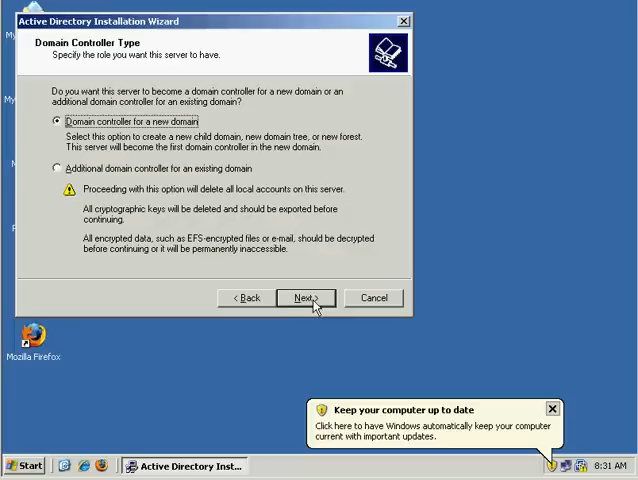 Active Directory Installation Wizard
Domain Controller Type
Specify the role you want this server to have.
Do you want this server to become a domain controller for a new domain or an
additional domain controller for an existing domain?
Domain controller for a new domain
Select this option to create a new child domain, new domain tree, or new forest.
This server will become the first domain controller in the new domain.
Additional domain controller for an existing domain
Proceeding with this option will delete all local accounts on this server.
All cryptographic keys will be deleted and should be exported before
continuing.
All encrypted data, such as EFS-encrypted files or e-mail, should be decrypted
before continuing or it will be permanently inaccessible.
< Back
Next >
Cancel
Mozilla Firefox
Keep your computer up to date
Click here to have Windows automatically keep your computer
current with important updates.
Start
Active Directory Inst...
8:31 AM